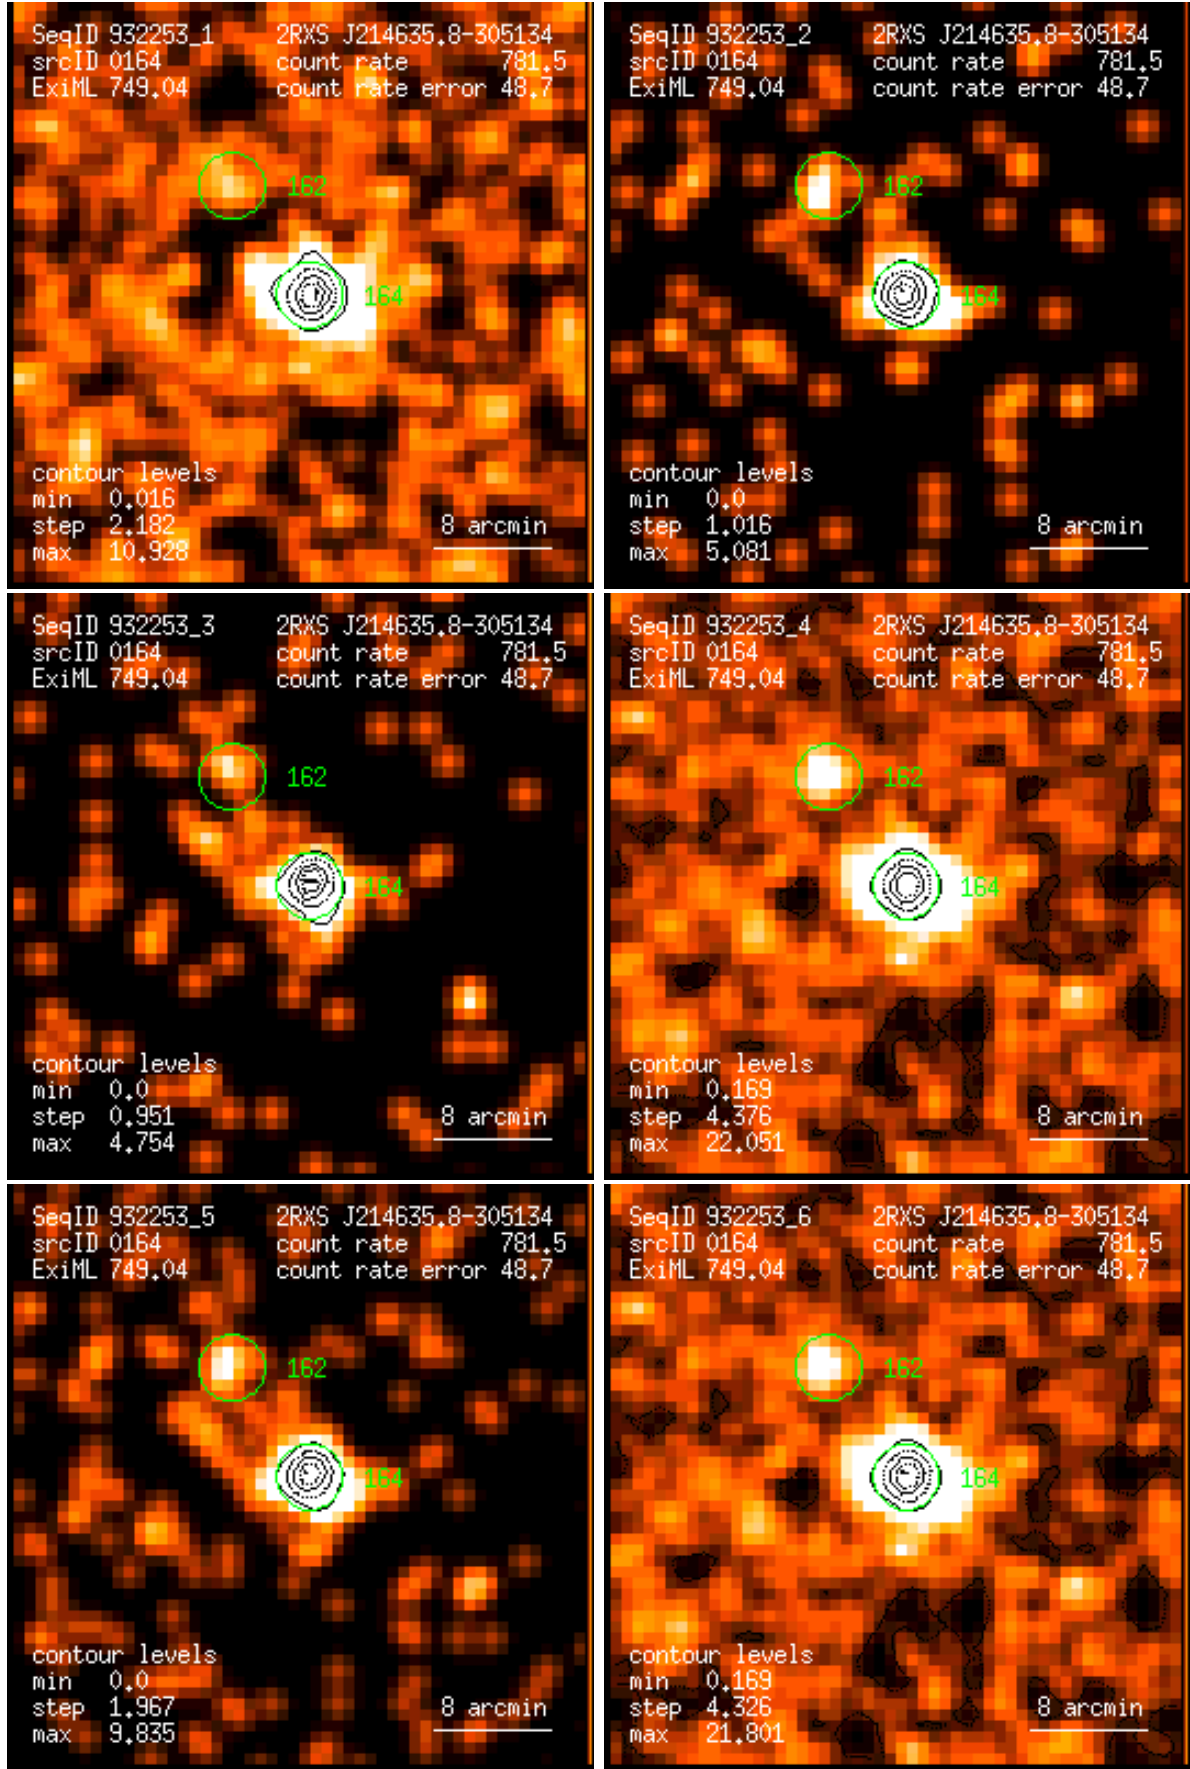 SeqID 932253_1 2RXS J214635.8-305134
srcID 0164 count rate 781.5
ExiML 749.04 count rate error 48.7
162
164
contour levels
min 0.016
step 2.182 8 arcmin
max 10.928
SeqID 932253_2 2RXS J214635.8-305134
srcID 0164 count rate 781.5
ExiML 749.04 count rate error 48.7
162
164
contour levels
min 0.0
step 1.016 8 arcmin
max 5.081
SeqID 932253_3 2RXS J214635.8-305134
srcID 0164 count rate 781.5
ExiML 749.04 count rate error 48.7
162
164
contour levels
min 0.0
step 0.951 8 arcmin
max 4.754
SeqID 932253_4 2RXS J214635.8-305134
srcID 0164 count rate 781.5
ExiML 749.04 count rate error 48.7
162
164
contour levels
min 0.169
step 4.376 8 arcmin
max 22.051
SeqID 932253_5 2RXS J214635.8-305134
srcID 0164 count rate 781.5
ExiML 749.04 count rate error 48.7
162
164
contour levels
min 0.0
step 1.967 8 arcmin
max 9.835
SeqID 932253_6 2RXS J214635.8-305134
srcID 0164 count rate 781.5
ExiML 749.04 count rate error 48.7
162
164
contour levels
min 0.169
step 4.326 8 arcmin
max 21.801